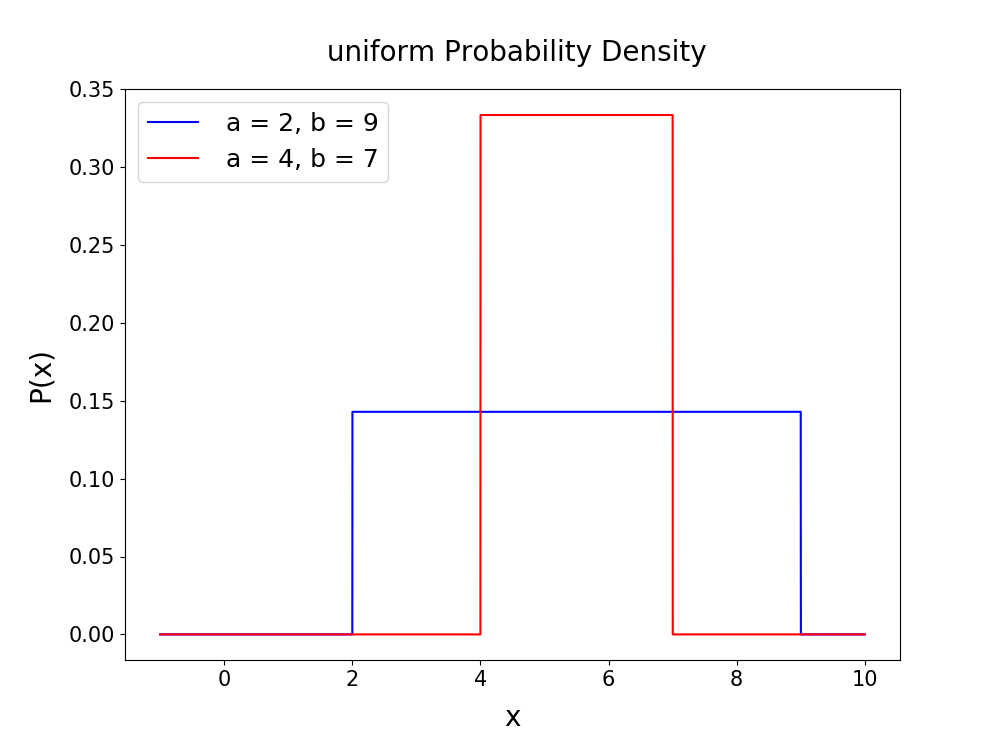 uniform Probability Density
0.35
0.30
0.25
0.20
0.15
0.10
0.05
0.00
P(x)
a = 2, b = 9
a = 4, b = 7
0 2 4 6 8 10
x